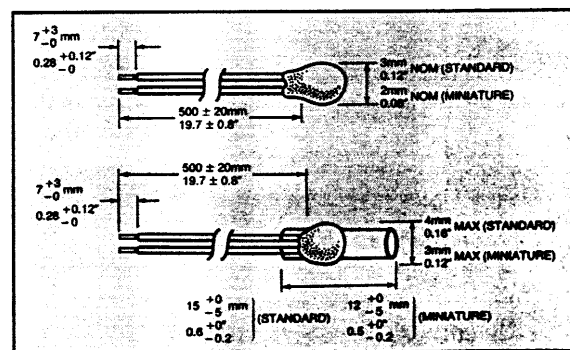 7 +3 -0 mm
0.28 +0.12" -0
3mm
0.12" NOM (STANDARD)
2mm
0.08" NOM (MINIATURE)
500 ± 20mm
19.7 ± 0.8"
500 ± 20mm
19.7 ± 0.8"
7 +3 -0 mm
0.28 +0.12" -0
4mm
0.16" MAX (STANDARD)
3mm
0.12" MAX (MINIATURE)
15 +0 -5 mm
0.6 +0" -0.2 (STANDARD)
12 +0 -5 mm
0.5 +0" -0.2 (MINIATURE)